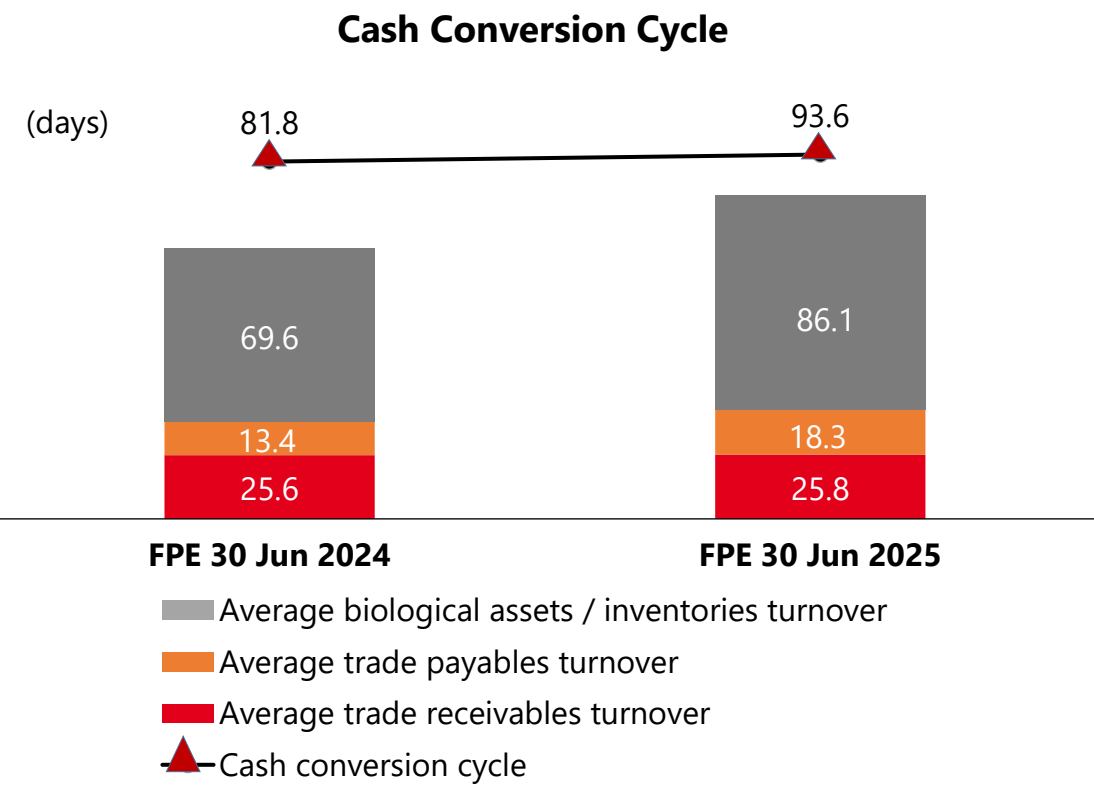 Cash Conversion Cycle
(days)
81.8
93.6
69.6
86.1
13.4
18.3
25.6
25.8
FPE 30 Jun 2024
FPE 30 Jun 2025
Average biological assets / inventories turnover
Average trade payables turnover
Average trade receivables turnover
Cash conversion cycle